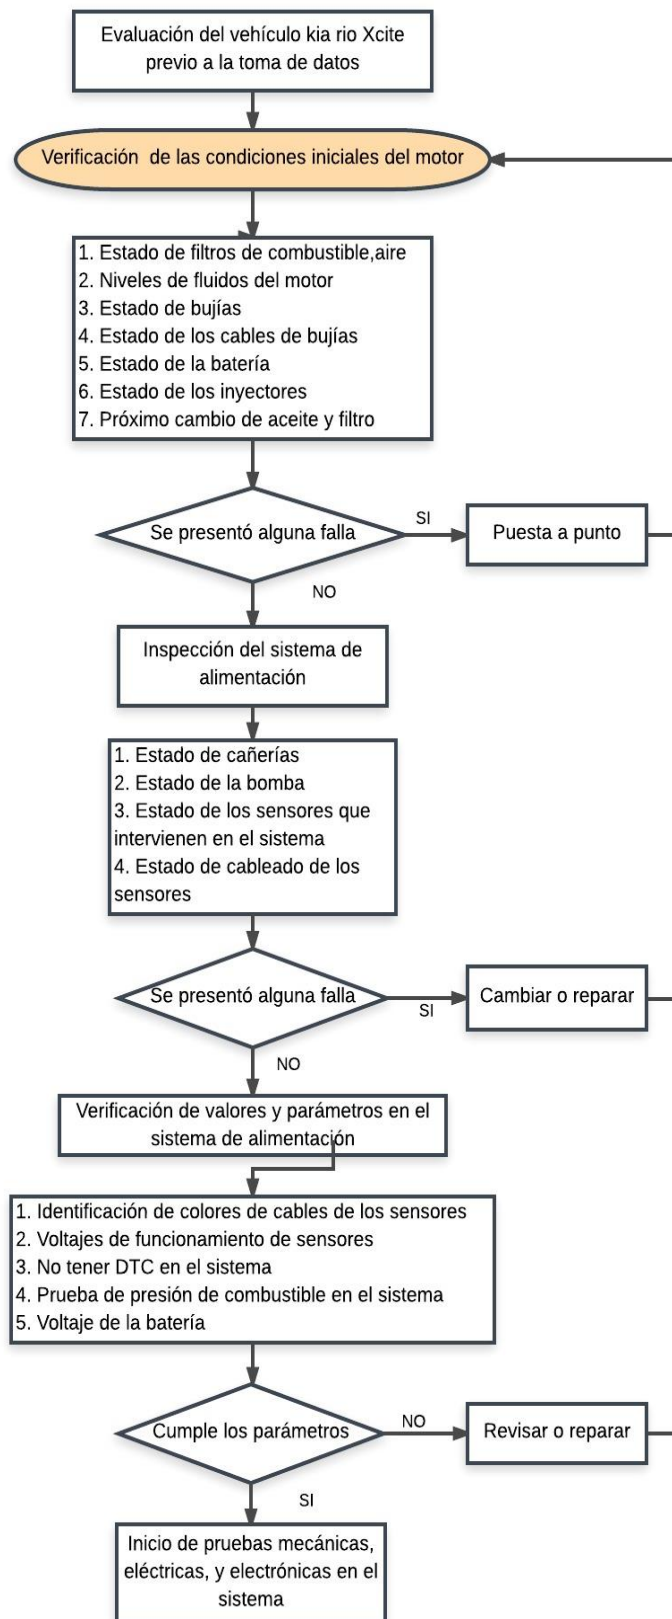 Evaluación del vehículo kia rio Xcite
previo a la toma de datos
Verificación de las condiciones iniciales del motor
1. Estado de filtros de combustible,aire
2. Niveles de fluidos del motor
3. Estado de bujías
4. Estado de los cables de bujías
5. Estado de la batería
6. Estado de los inyectores
7. Próximo cambio de aceite y filtro
Se presentó alguna falla
SI
Puesta a punto
NO
Inspección del sistema de
alimentación
1. Estado de cañerías
2. Estado de la bomba
3. Estado de los sensores que
intervienen en el sistema
4. Estado de cableado de los
sensores
Se presentó alguna falla
SI
Cambiar o reparar
NO
Verificación de valores y parámetros en el
sistema de alimentación
1. Identificación de colores de cables de los sensores
2. Voltajes de funcionamiento de sensores
3. No tener DTC en el sistema
4. Prueba de presión de combustible en el sistema
5. Voltaje de la batería
Cumple los parámetros
NO
Revisar o reparar
SI
Inicio de pruebas mecánicas,
eléctricas, y electrónicas en el
sistema